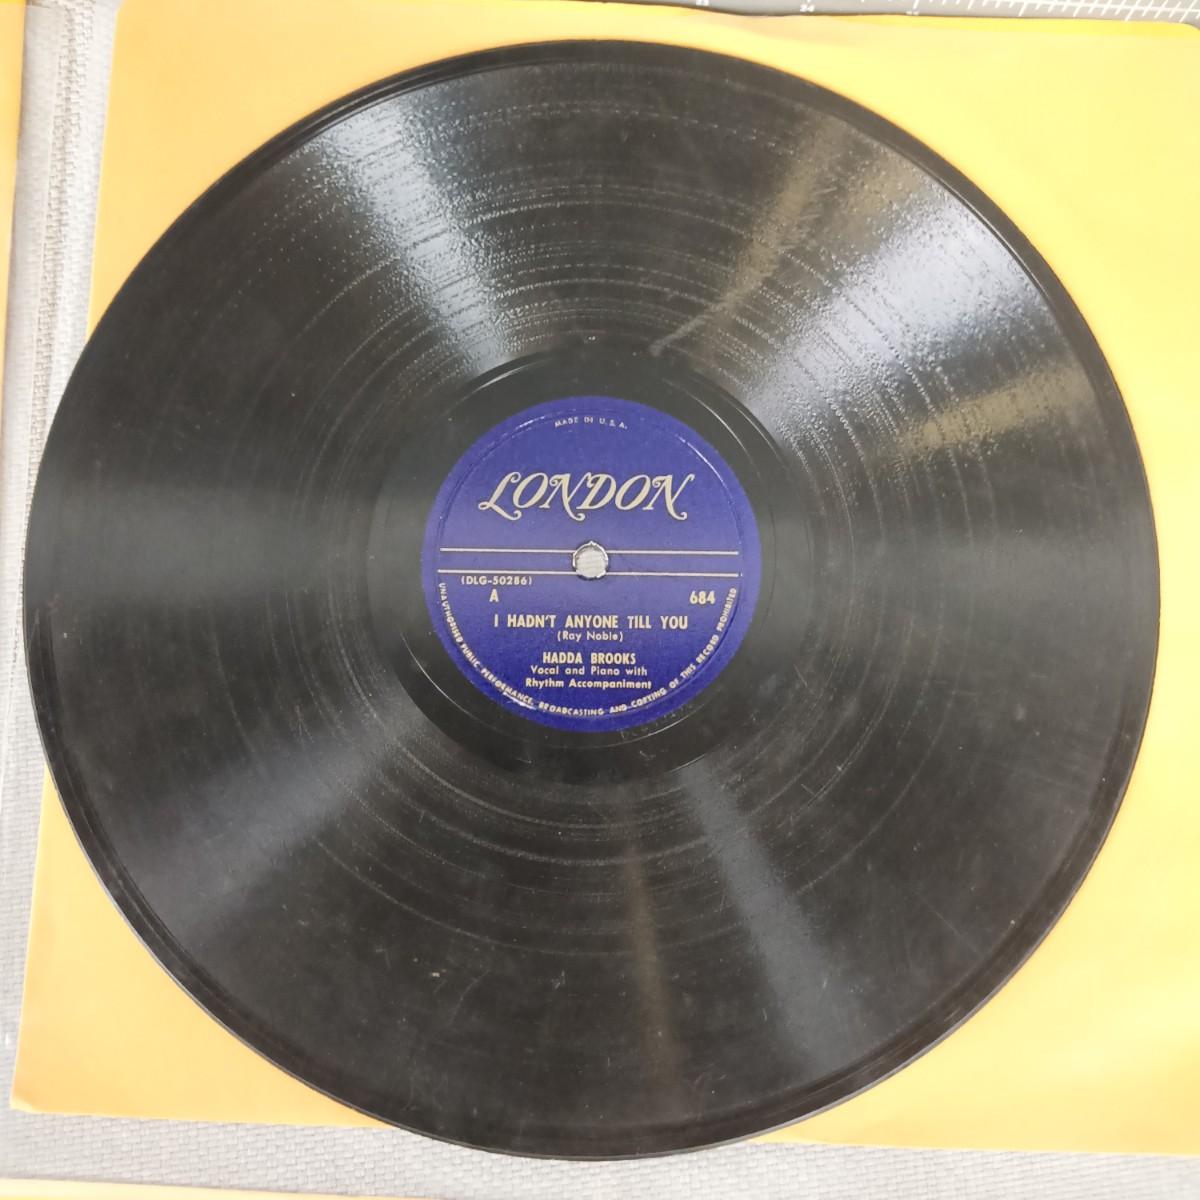 MADE IN U.S.A.
LONDON
(DLG-50286)
A 684
I HADN'T ANYONE TILL YOU
(Ray Noble)
HADDA BROOKS
Vocal and Piano with
Rhythm Accompaniment
UNAUTHORISED PUBLIC PERFORMANCE, BROADCASTING AND COPYING OF THIS RECORD PROHIBITED